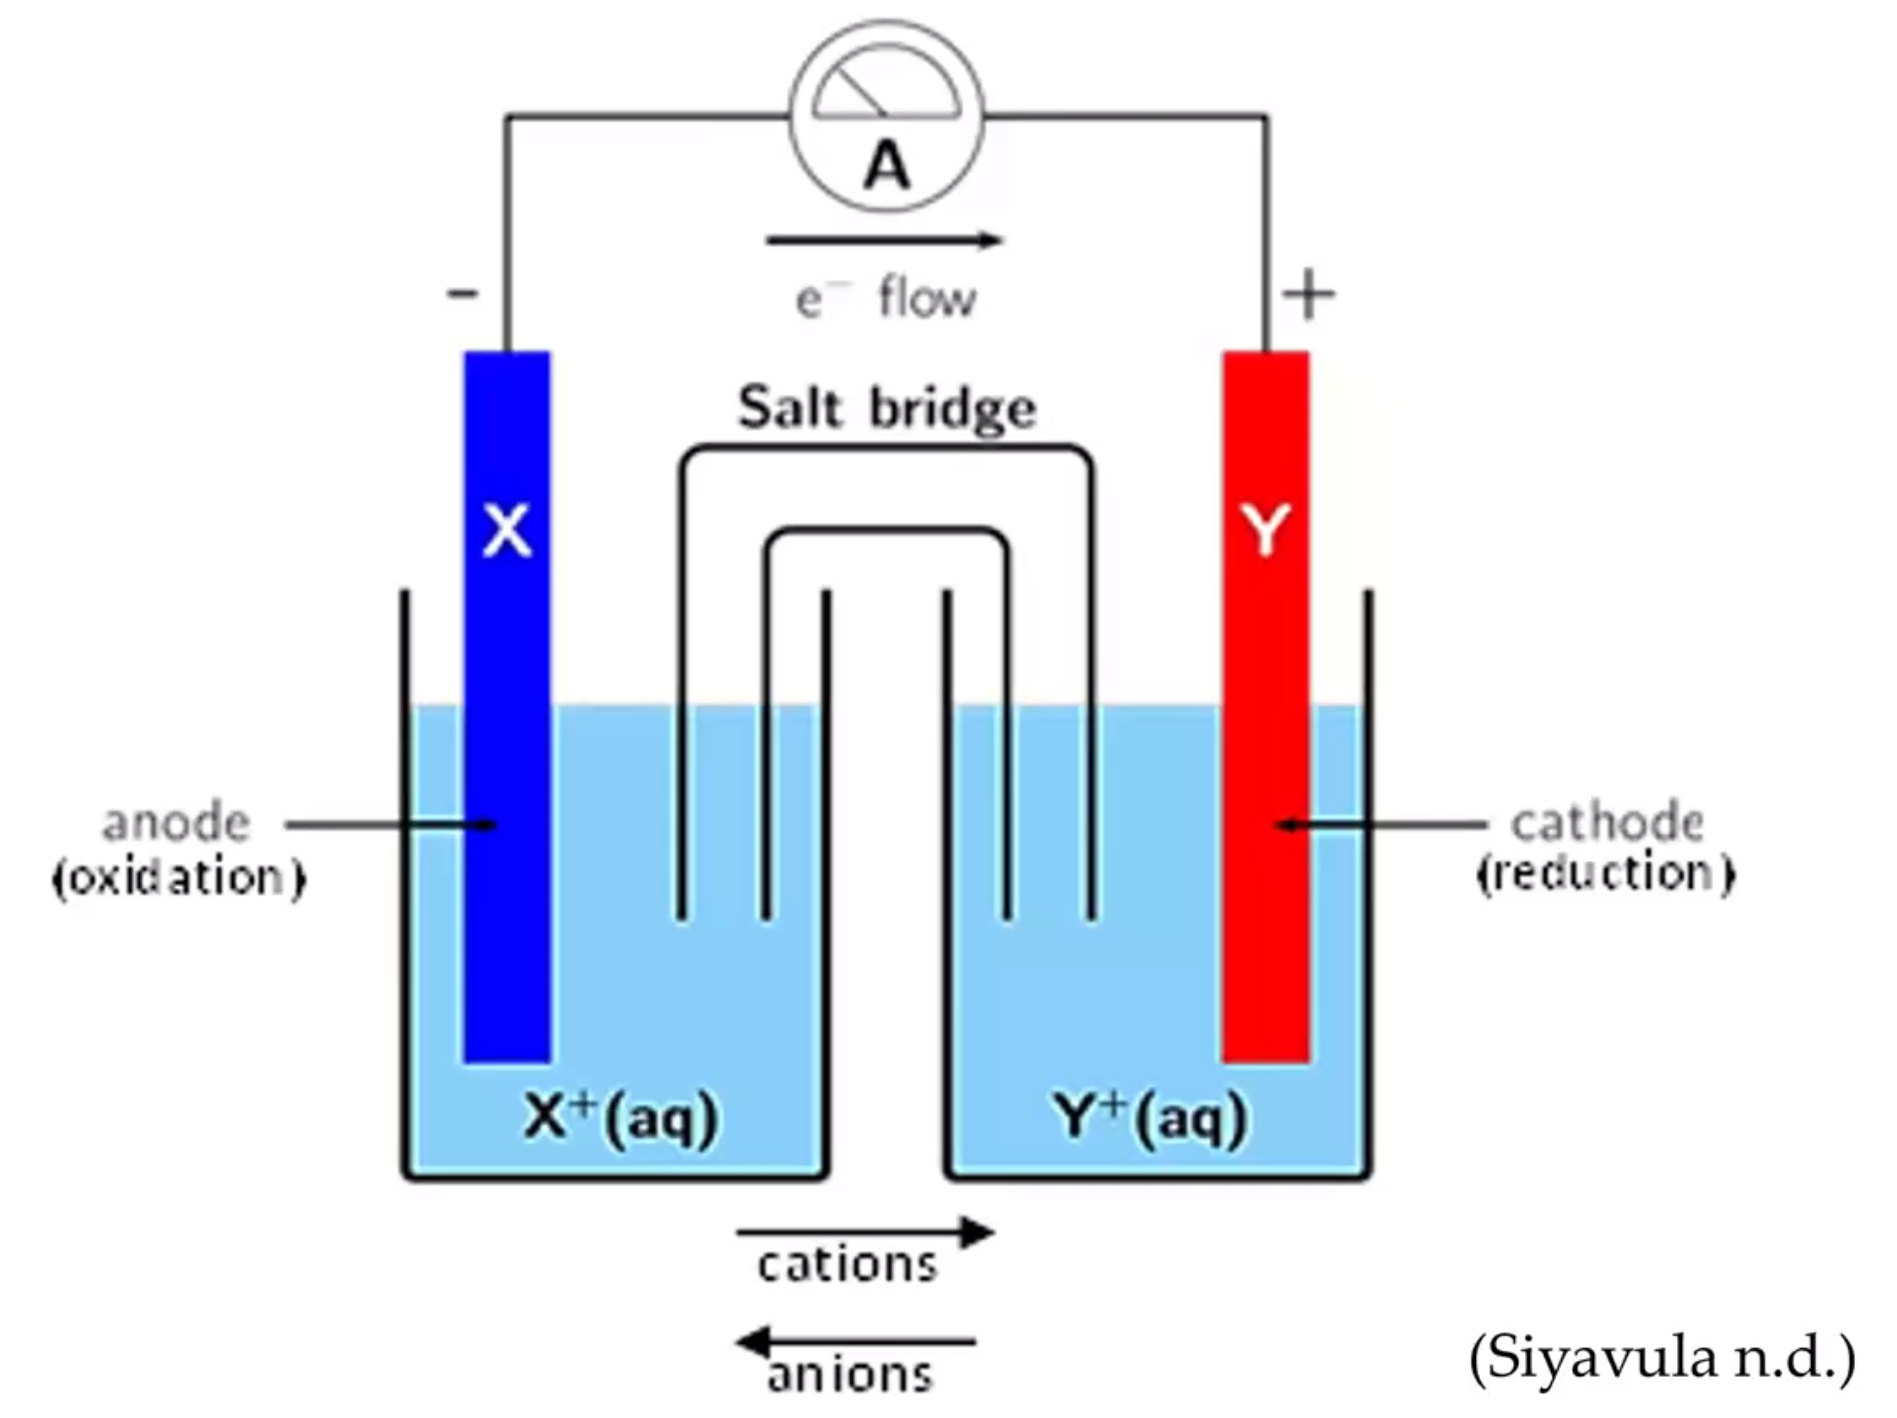 A
e⁻ flow
-
+
Salt bridge
X
Y
anode
(oxidation)
cathode
(reduction)
X⁺(aq)
Y⁺(aq)
cations
anions
(Siyavula n.d.)